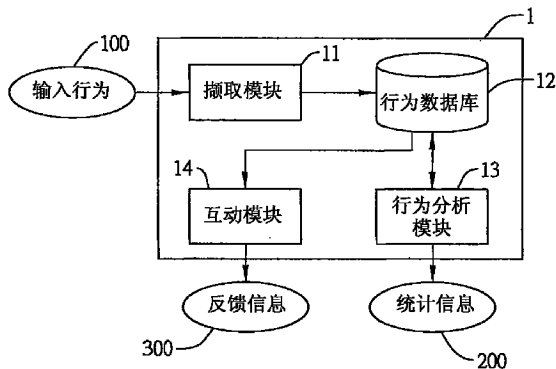 100
1
输入行为
11
撷取模块
行为数据库
12
14
互动模块
13
行为分析
模块
反馈信息
300
统计信息
200